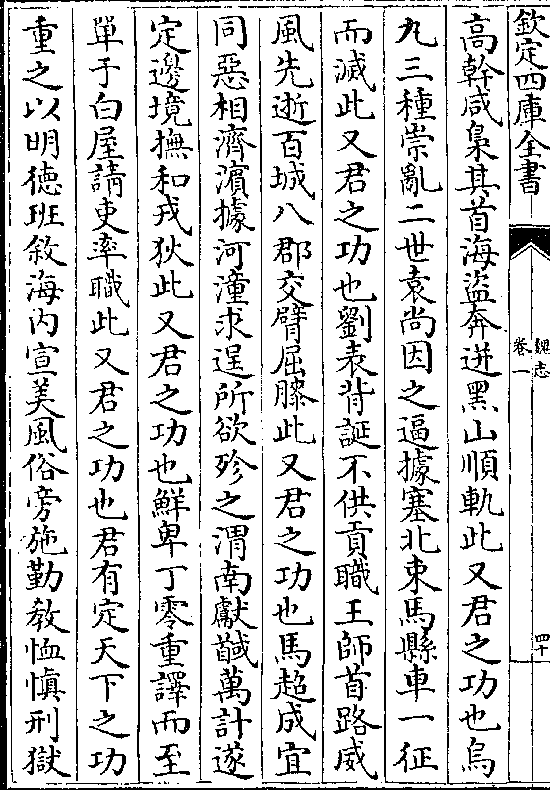 欽定四庫全書
魏志
卷一
四十
高幹咸梟其首海盜奔迸黑山順軌此又君之功也烏
九三種崇亂二世袁尚因之逼據塞北束馬縣車一征
而滅此又君之功也劉表背誕不供貢職王師首路威
風先逝百城八郡交臂屈膝此又君之功也馬超成宜
同惡相濟濵據河潼求逞所欲殄之渭南獻馘萬計遂
定邊境撫和戎狄此又君之功也鮮卑丁零重譯而至
單于白屋請吏率職此又君之功也君有定天下之功
重之以明徳班敘海内宣美風俗旁施勤教恤慎刑獄